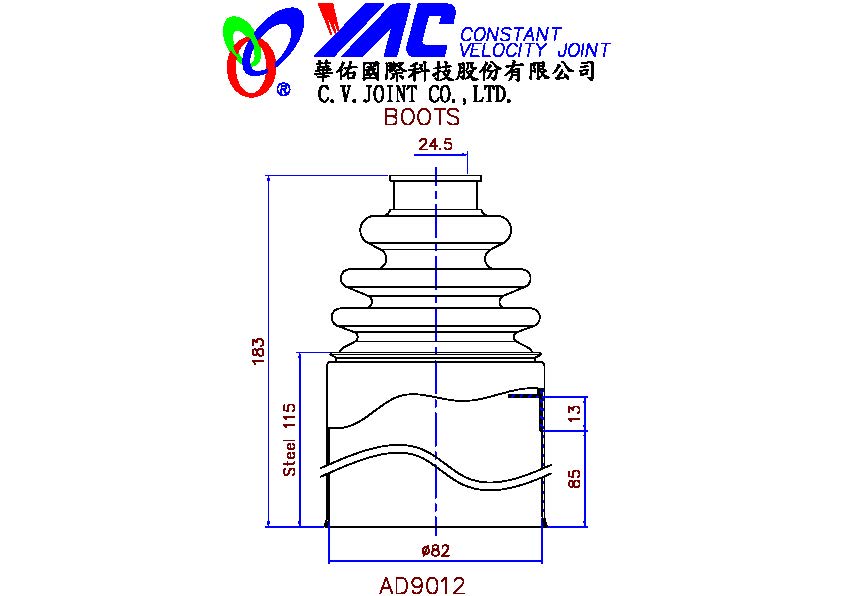 YAC CONSTANT
VELOCITY JOINT
®
華佑國際科技股份有限公司
C.V.JOINT CO.,LTD.
BOOTS
24.5
183
Steel 115
13
85
ø82
AD9012